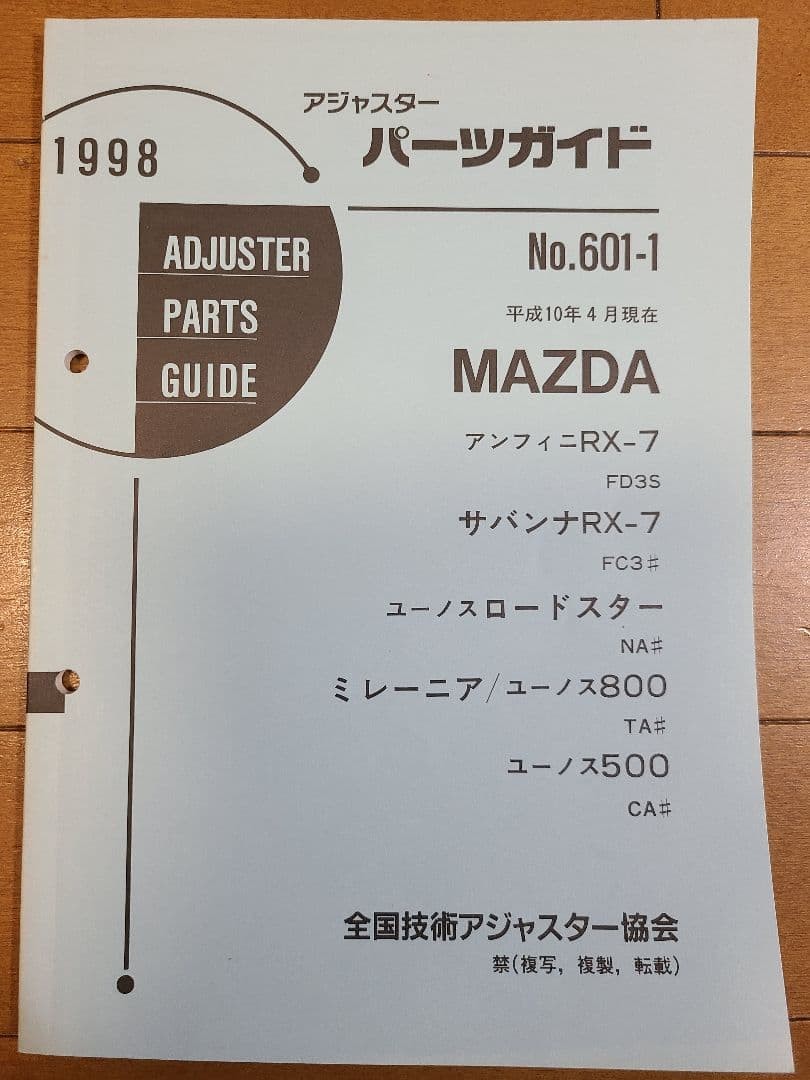 アジャスター
1998
パーツガイド
ADJUSTER
PARTS
GUIDE
No.601-1
平成10年4月現在
MAZDA
アンフィニRX-7
FD3S
サバンナRX-7
FC3♯
ユーノスロードスター
NA♯
ミレーニア/ユーノス800
TA♯
ユーノス500
CA♯
全国技術アジャスター協会
禁(複写, 複製, 転載)